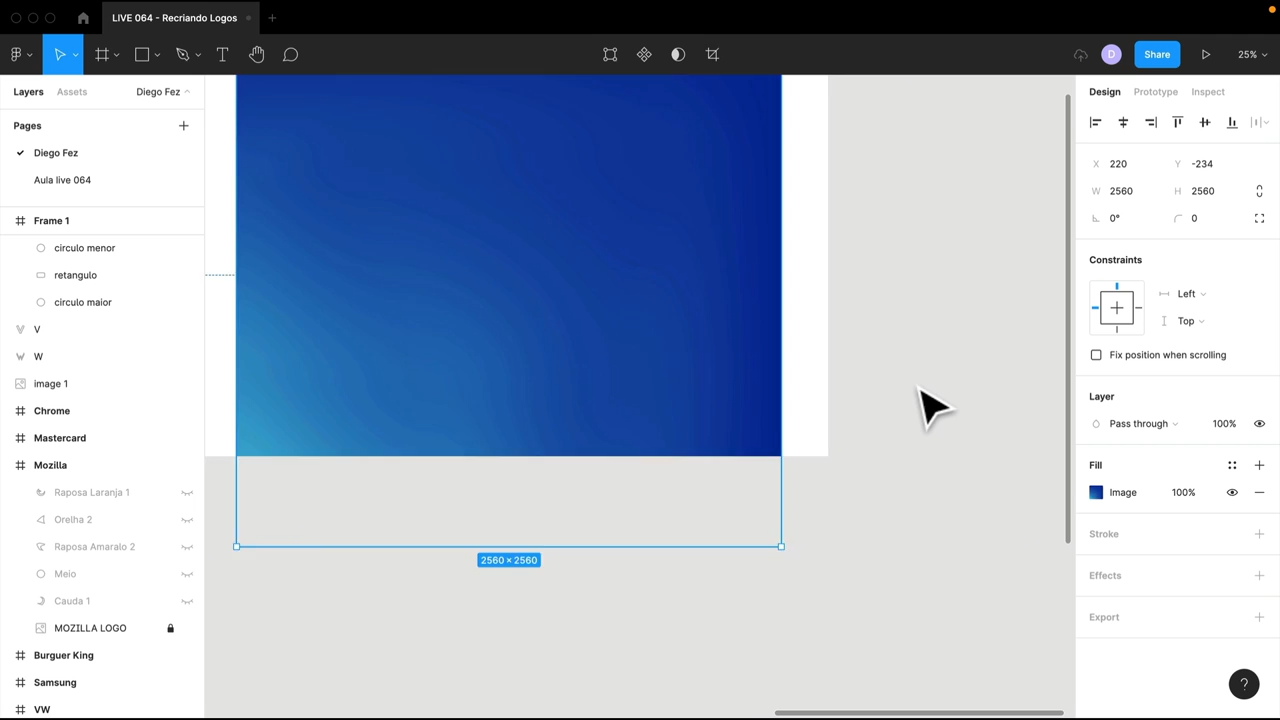 LIVE 064 - Recriando Logos
D
Share
25%
Layers
Assets
Diego Fez
Design
Prototype
Inspect
Pages
Diego Fez
Aula live 064
X 220
Y -234
W 2560
H 2560
0°
0
Frame 1
circulo menor
retangulo
circulo maior
V
W
image 1
Chrome
Mastercard
Mozilla
Raposa Laranja 1
Orelha 2
Raposa Amaralo 2
Meio
Cauda 1
MOZILLA LOGO
Burguer King
Samsung
VW
2560 × 2560
Constraints
Left
Top
Fix position when scrolling
Layer
Pass through
100%
Fill
Image
100%
Stroke
Effects
Export
?